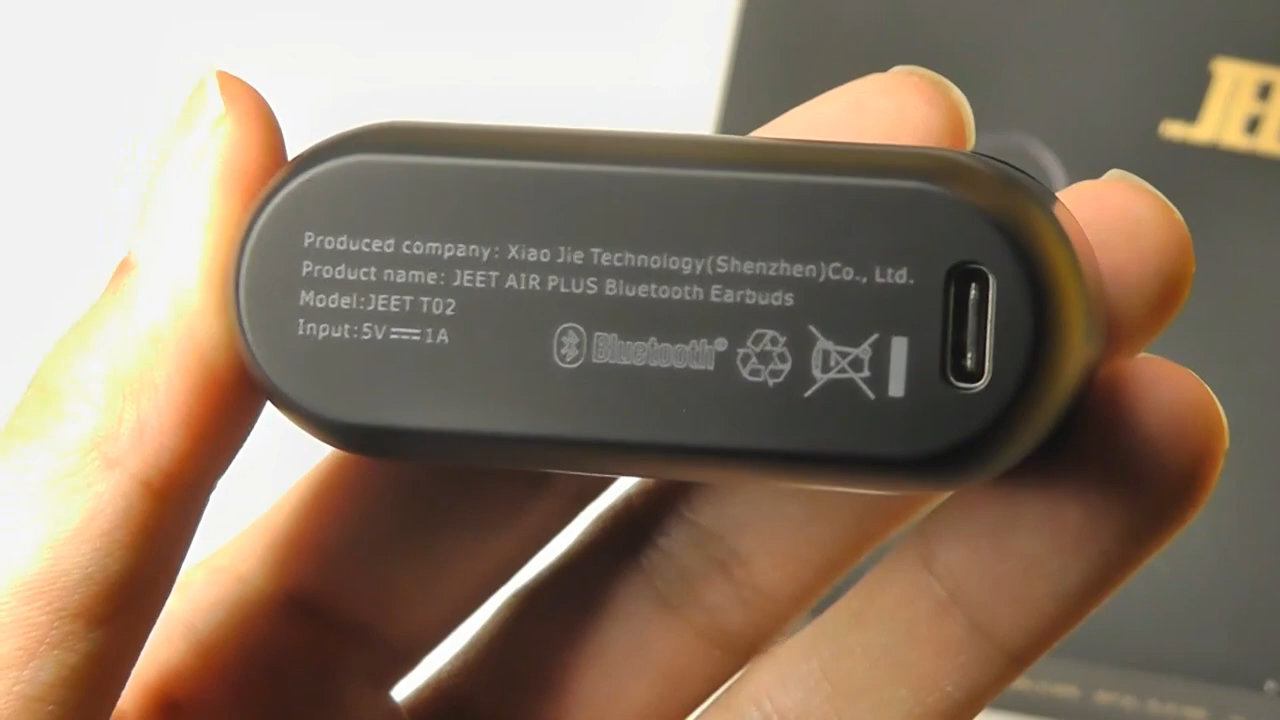 Produced company: Xiao Jie Technology(Shenzhen)Co., Ltd.
Product name: JEET AIR PLUS Bluetooth Earbuds
Model:JEET T02
Input:5V⎓1A
Bluetooth®